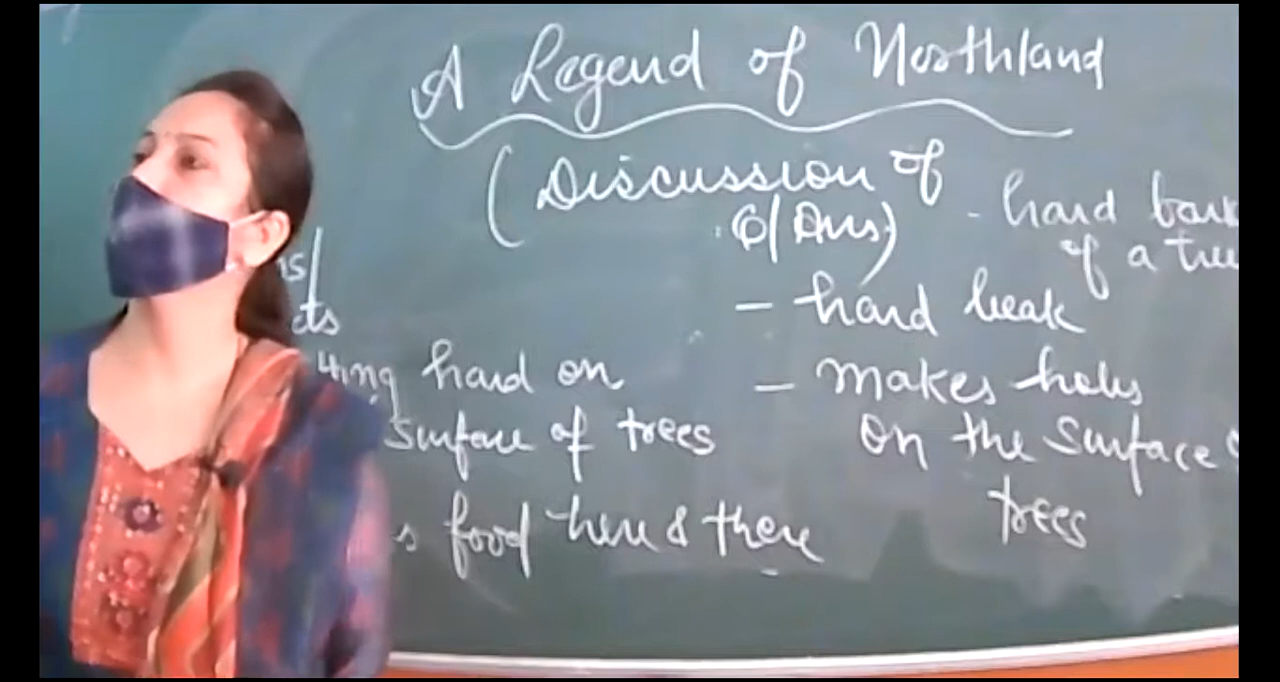 A Legend of Northland
(Discussion of
Q/Ans)
- hard bark
of a tree
- hard beak
- makes holes
on the surface
trees
hard on
surface of trees
food here & there